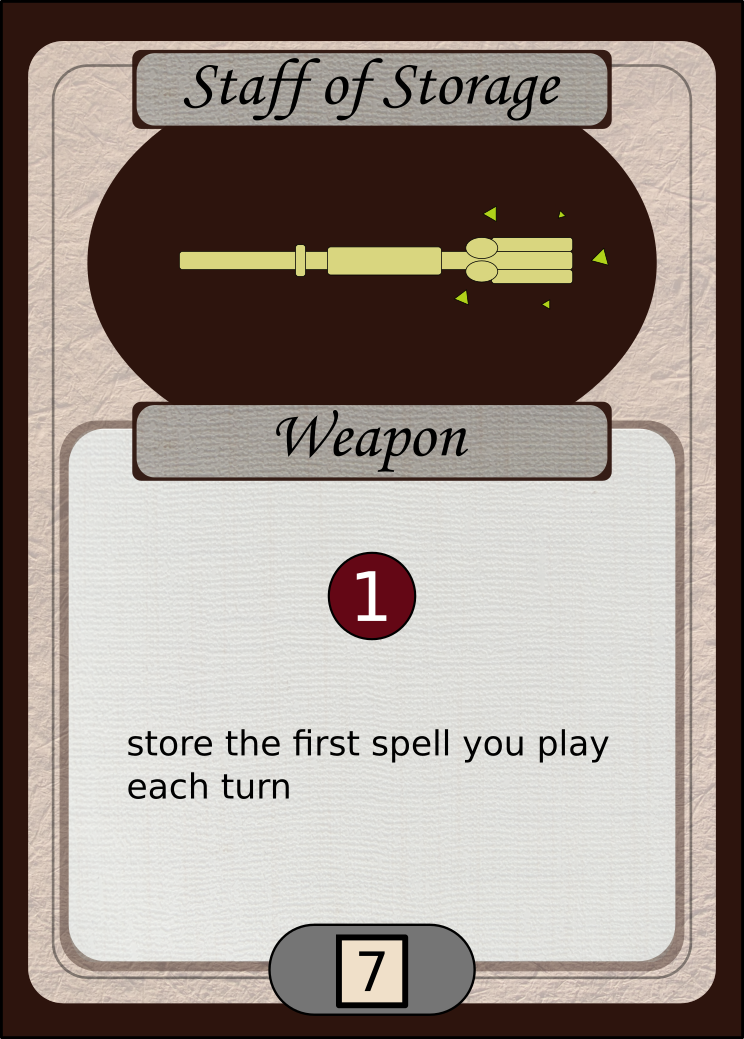 Staff of Storage
Weapon
1
store the first spell you play
each turn
7